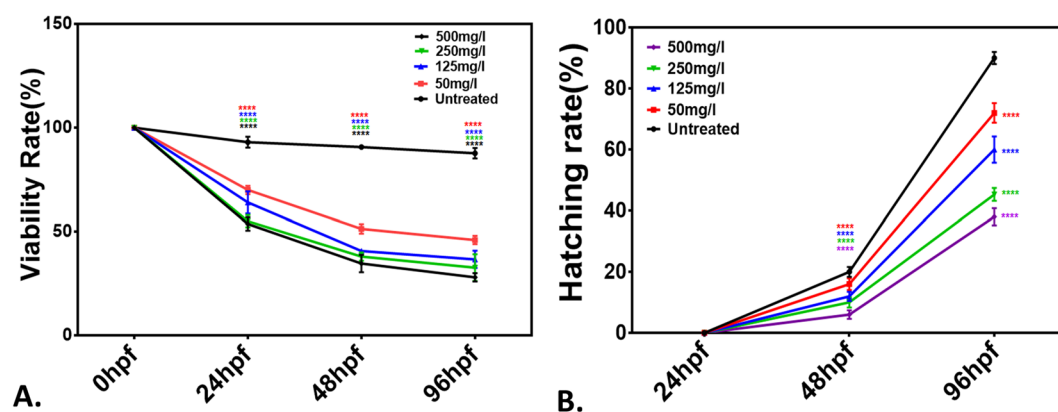 150
100
50
0
Viability Rate(%)
500mg/l
250mg/l
125mg/l
50mg/l
Untreated
****
****
****
****
****
****
****
****
****
****
****
****
0hpf
24hpf
48hpf
96hpf
A.
100
80
60
40
20
0
Hatching rate(%)
500mg/l
250mg/l
125mg/l
50mg/l
Untreated
****
****
****
****
****
****
****
****
24hpf
48hpf
96hpf
B.